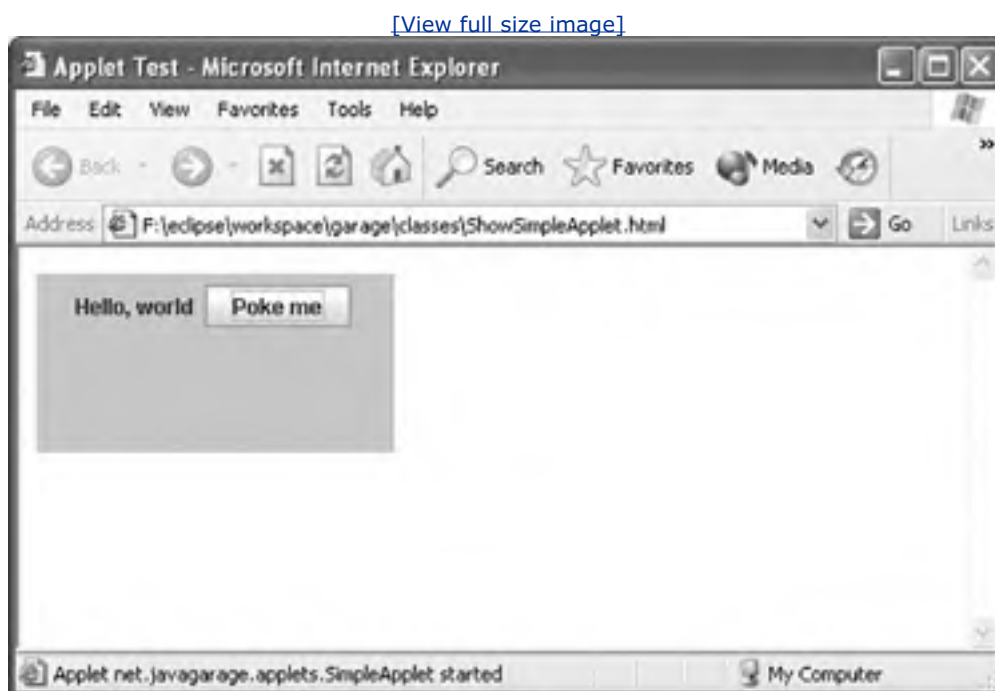 [View full size image]
Applet Test - Microsoft Internet Explorer
File Edit View Favorites Tools Help
Back Search Favorites Media
Address F:\eclipse\workspace\garage\classes\ShowSimpleApplet.html Go Links
Hello, world Poke me
Applet net.javagarage.applets.SimpleApplet started My Computer